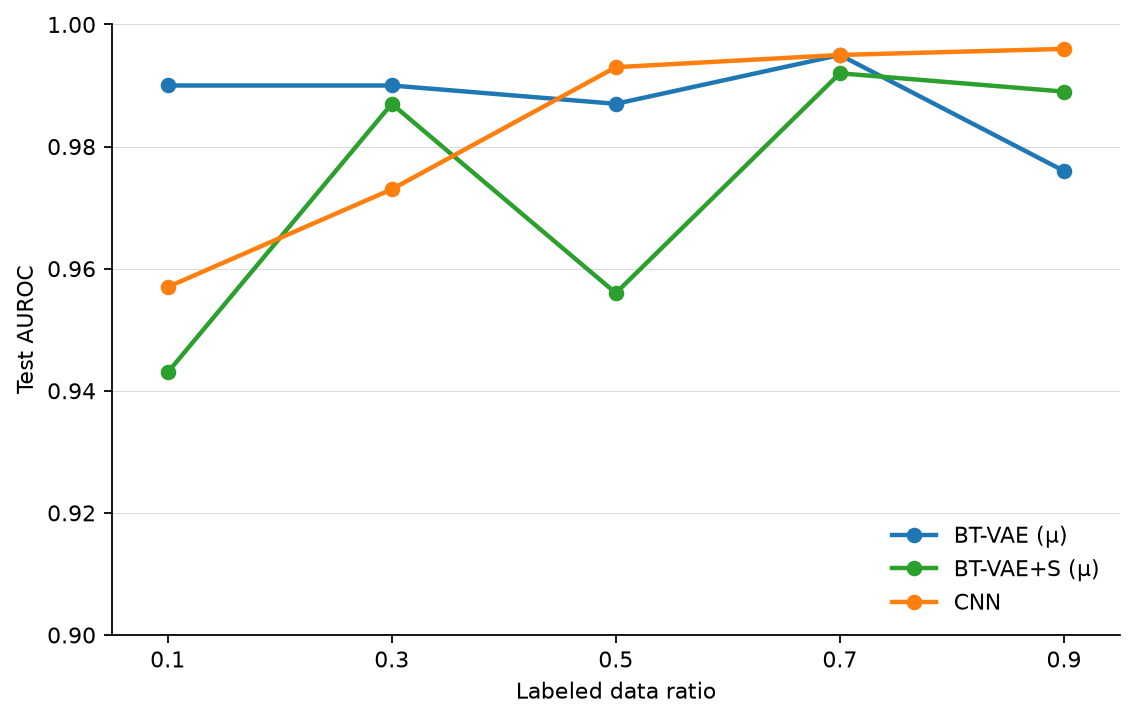 1.00
0.98
0.96
0.94
0.92
0.90
Test AUROC
0.1 0.3 0.5 0.7 0.9
Labeled data ratio
BT-VAE (μ)
BT-VAE+S (μ)
CNN